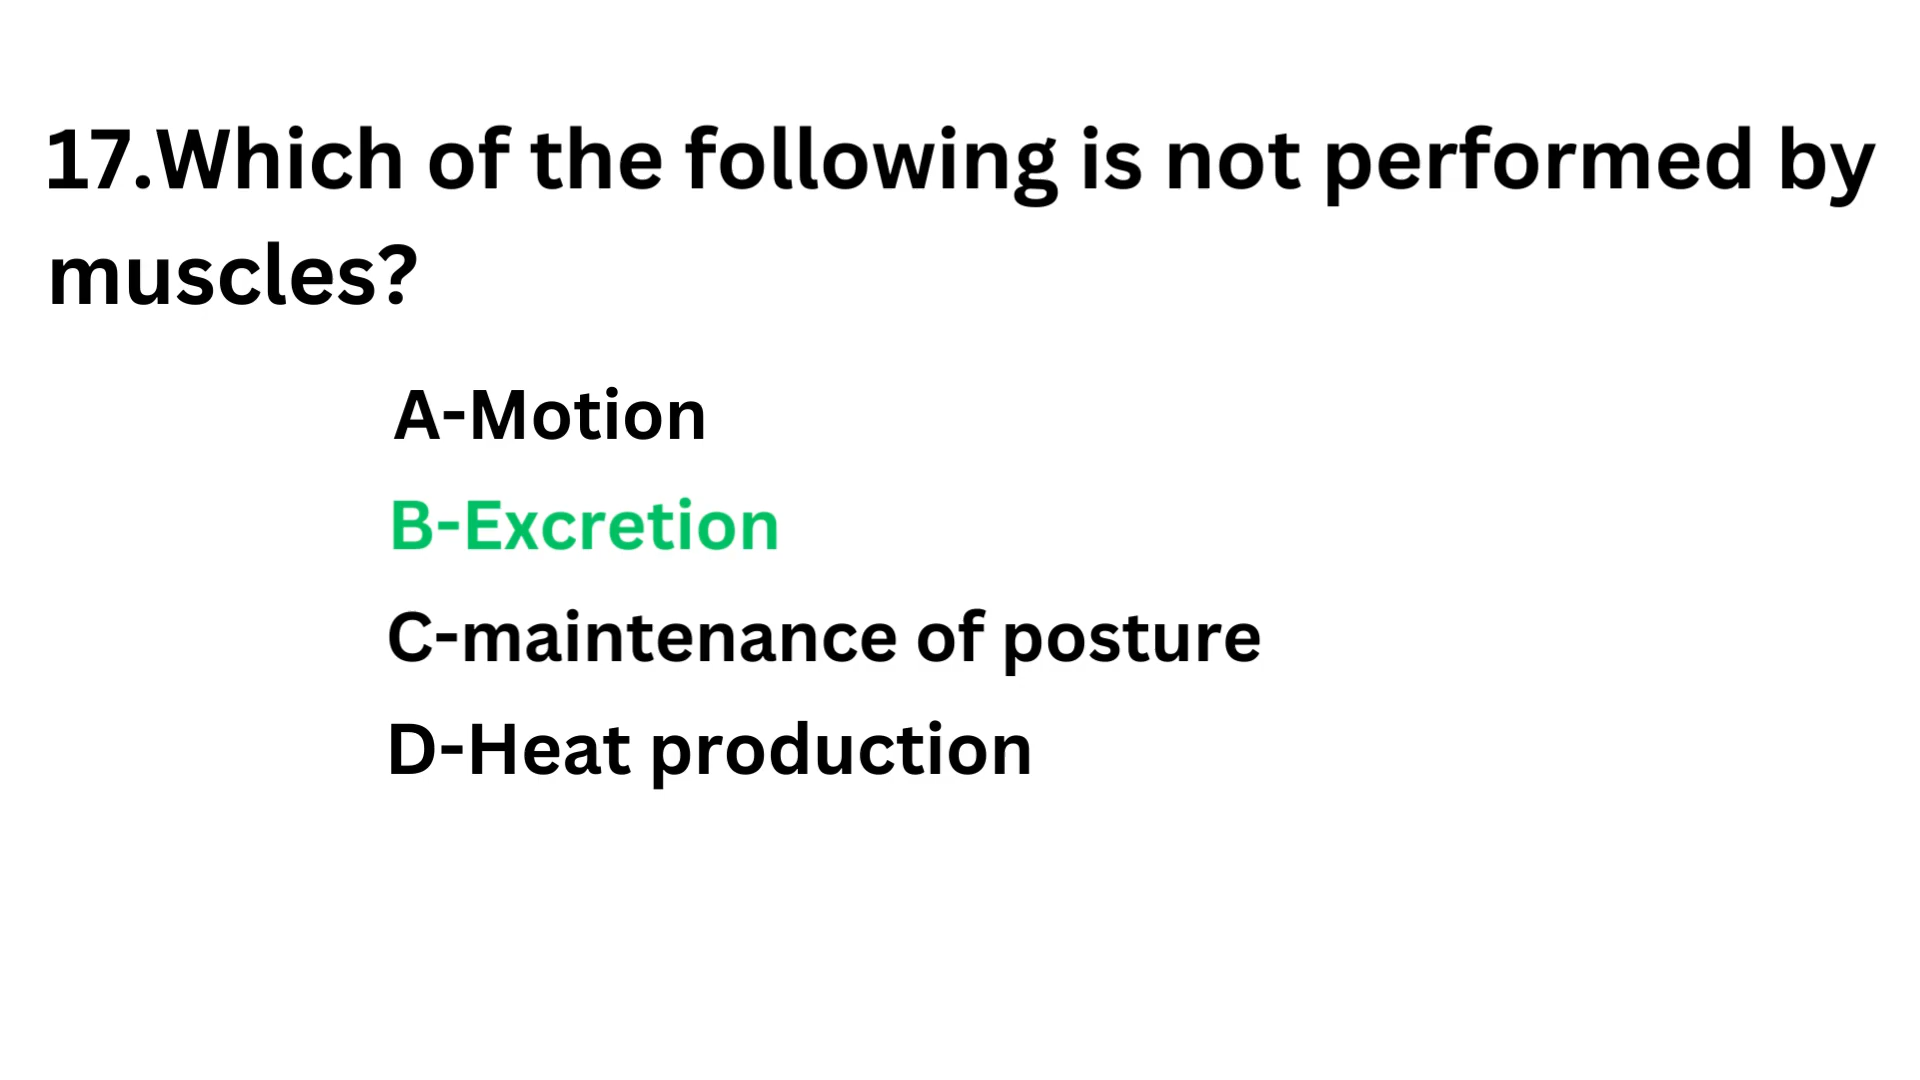 17.Which of the following is not performed by
muscles?
A-Motion
B-Excretion
C-maintenance of posture
D-Heat production